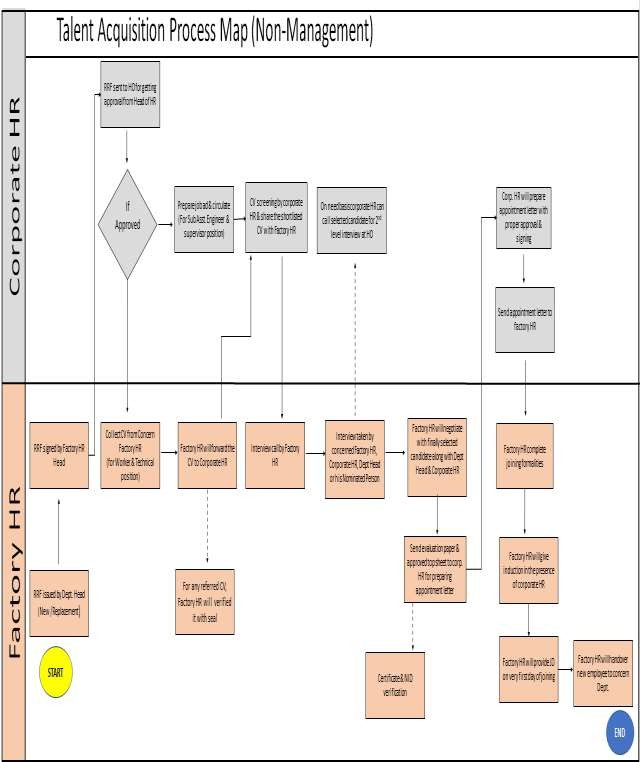 Talent Acquisition Process Map (Non-Management)
Corporate HR
RRF sent to HO for getting
approval from Head of HR
If
Approved
Prepare job ad & circulate
(For Sub Asst. Engineer &
supervisor position)
CV screening by corporate
HR & share the shortlisted
CV with Factory HR
On need basis corporate HR can
call selected candidate for 2nd
level interview at HO
Corp. HR will prepare
appointment letter with
proper approval &
signing
Send appointment letter to
factory HR
Factory HR
RRF signed by Factory HR
Head
Collect CV from Concern
Factory HR
(for Worker & Technical
position)
Factory HR will forward the
CV to Corporate HR
Interview call by Factory
HR
Interview taken by
concerned Factory HR,
Corporate HR, Dept Head
or his Nominated Person
Factory HR will negotiate
with finally selected
candidate along with Dept
Head & Corporate HR
Factory HR complete
joining formalities
RRF issued by Dept. Head
(New /Replacement)
For any referred CV,
Factory HR will verified
it with seal
Send evaluation paper &
approved top sheet to corp.
HR for preparing
appointment letter
Factory HR will give
induction in the presence
of corporate HR
START
Certificate & NID
verification
Factory HR will provide JD
on very first day of joining
Factory HR will handover
new employee to concern
Dept.
END